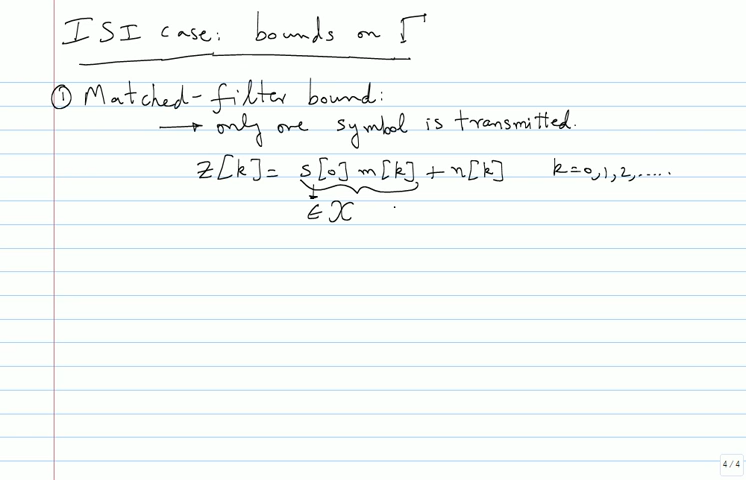 ISI case: bounds on Γ
① Matched-filter bound:
→ only one symbol is transmitted.
z[k] = s[0] m[k] + n[k] k=0,1,2,.....
∈ X
4/4